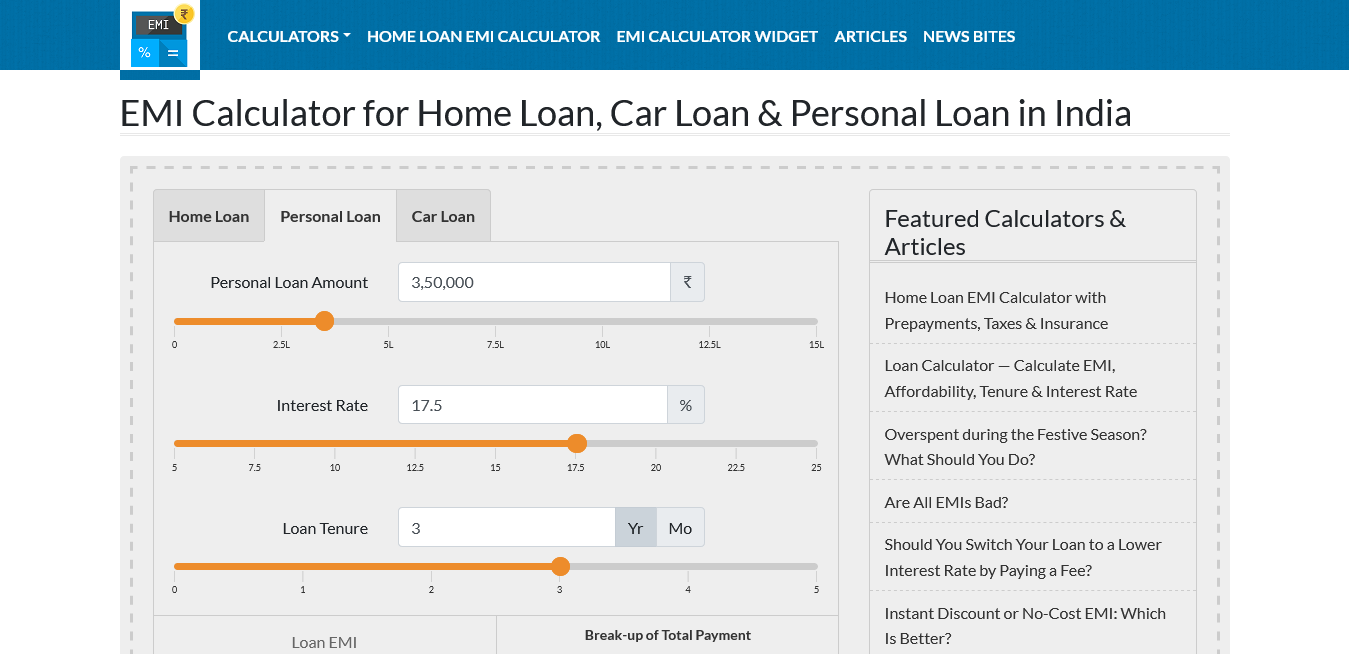 EMI ₹
% =
CALCULATORS HOME LOAN EMI CALCULATOR EMI CALCULATOR WIDGET ARTICLES NEWS BITES
EMI Calculator for Home Loan, Car Loan & Personal Loan in India
Home Loan Personal Loan Car Loan
Personal Loan Amount 3,50,000 ₹
0 2.5L 5L 7.5L 10L 12.5L 15L
Interest Rate 17.5 %
5 7.5 10 12.5 15 17.5 20 22.5 25
Loan Tenure 3 Yr Mo
0 1 2 3 4 5
Loan EMI
Break-up of Total Payment
Featured Calculators &
Articles
Home Loan EMI Calculator with
Prepayments, Taxes & Insurance
Loan Calculator — Calculate EMI,
Affordability, Tenure & Interest Rate
Overspent during the Festive Season?
What Should You Do?
Are All EMIs Bad?
Should You Switch Your Loan to a Lower
Interest Rate by Paying a Fee?
Instant Discount or No-Cost EMI: Which
Is Better?